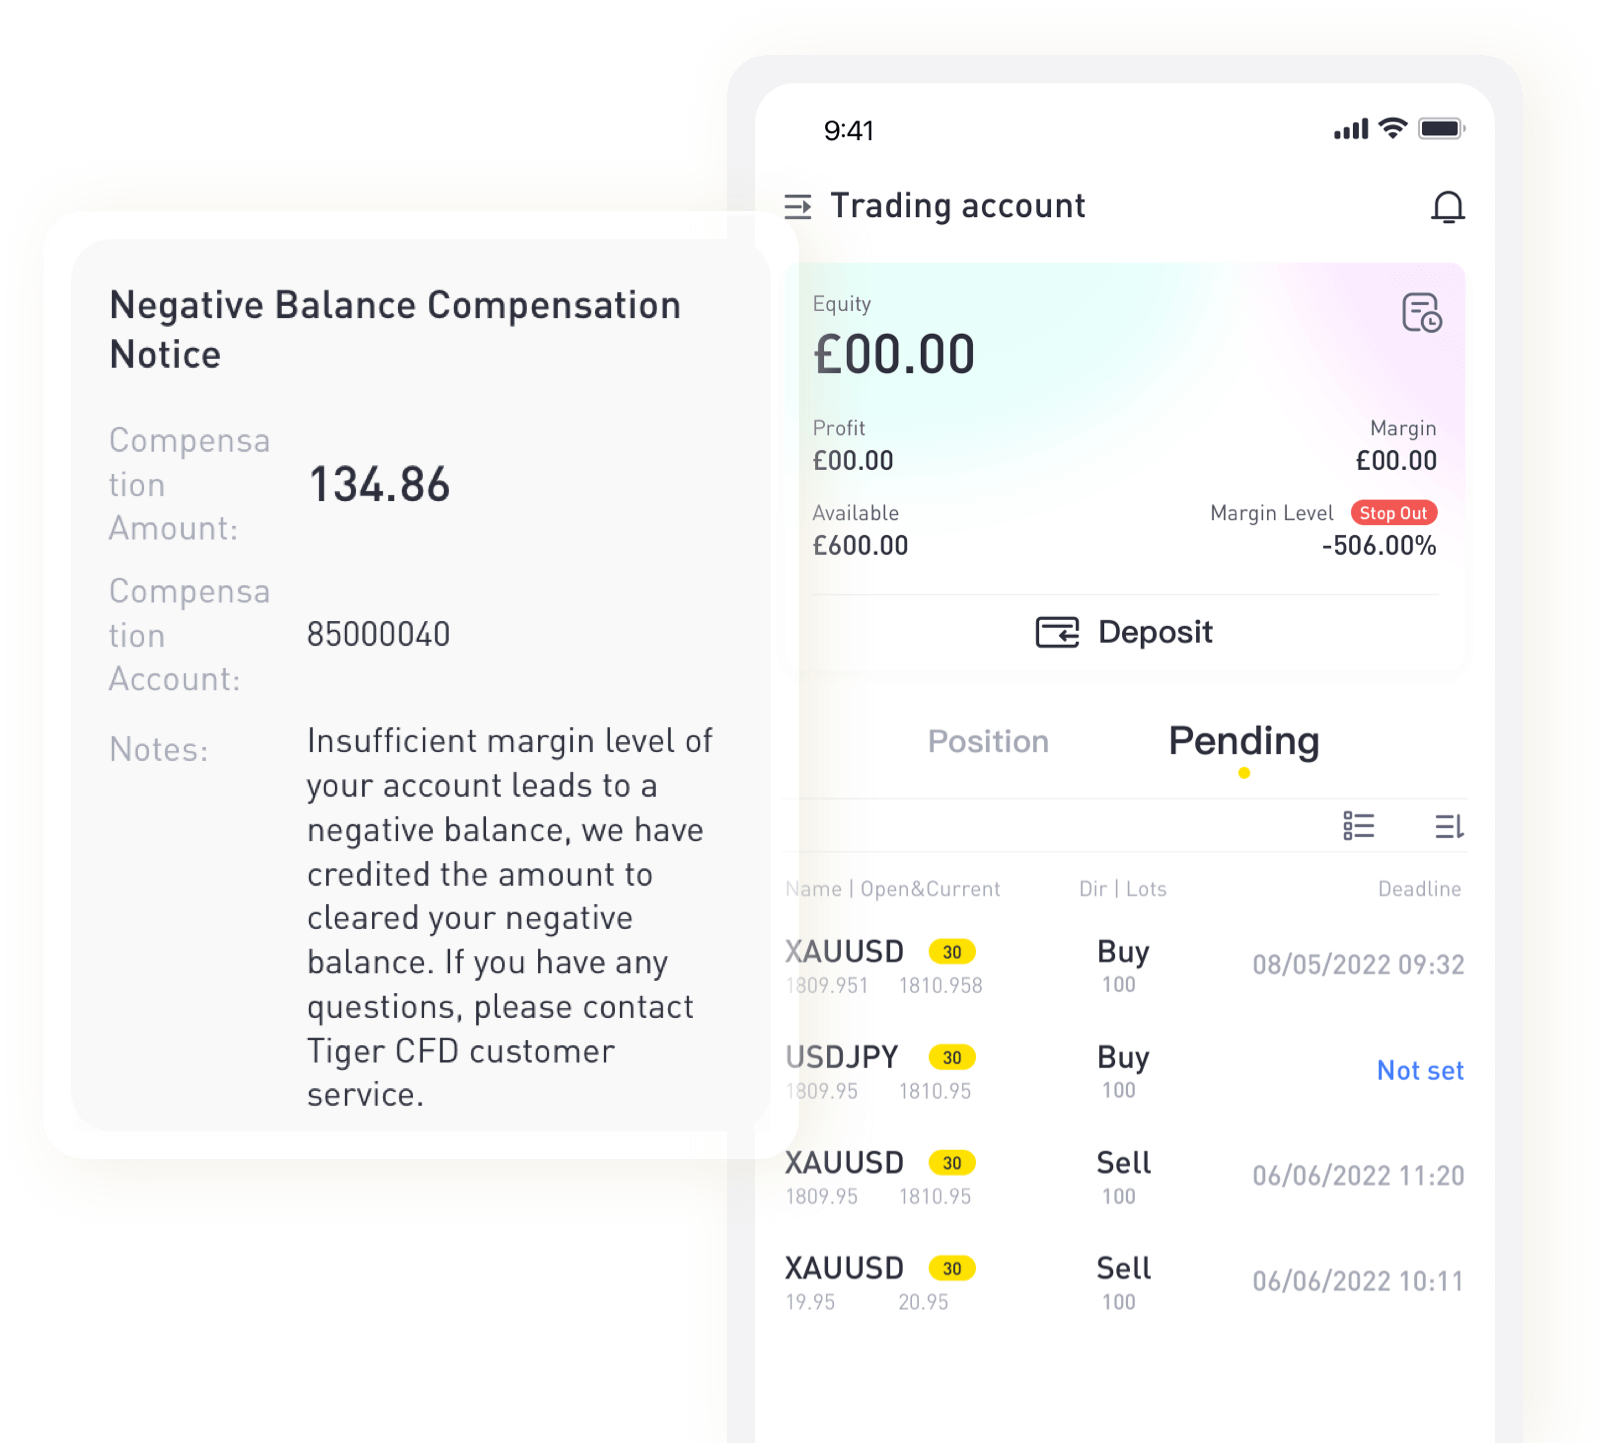 Negative Balance Compensation
Notice
Compensa
tion
Amount:
134.86
Compensa
tion
Account:
85000040
Notes:
Insufficient margin level of
your account leads to a
negative balance, we have
credited the amount to
cleared your negative
balance. If you have any
questions, please contact
Tiger CFD customer
service.
9:41
Trading account
Equity
£00.00
Profit
Margin
£00.00
£00.00
Available
Margin Level Stop Out
£600.00
-506.00%
Deposit
Position
Pending
Name | Open&Current
Dir | Lots
Deadline
XAUUSD 30
Buy
08/05/2022 09:32
1809.951 1810.958
100
USDJPY 30
Buy
Not set
1809.95 1810.95
100
XAUUSD 30
Sell
06/06/2022 11:20
1809.95 1810.95
100
XAUUSD 30
Sell
06/06/2022 10:11
19.95 20.95
100